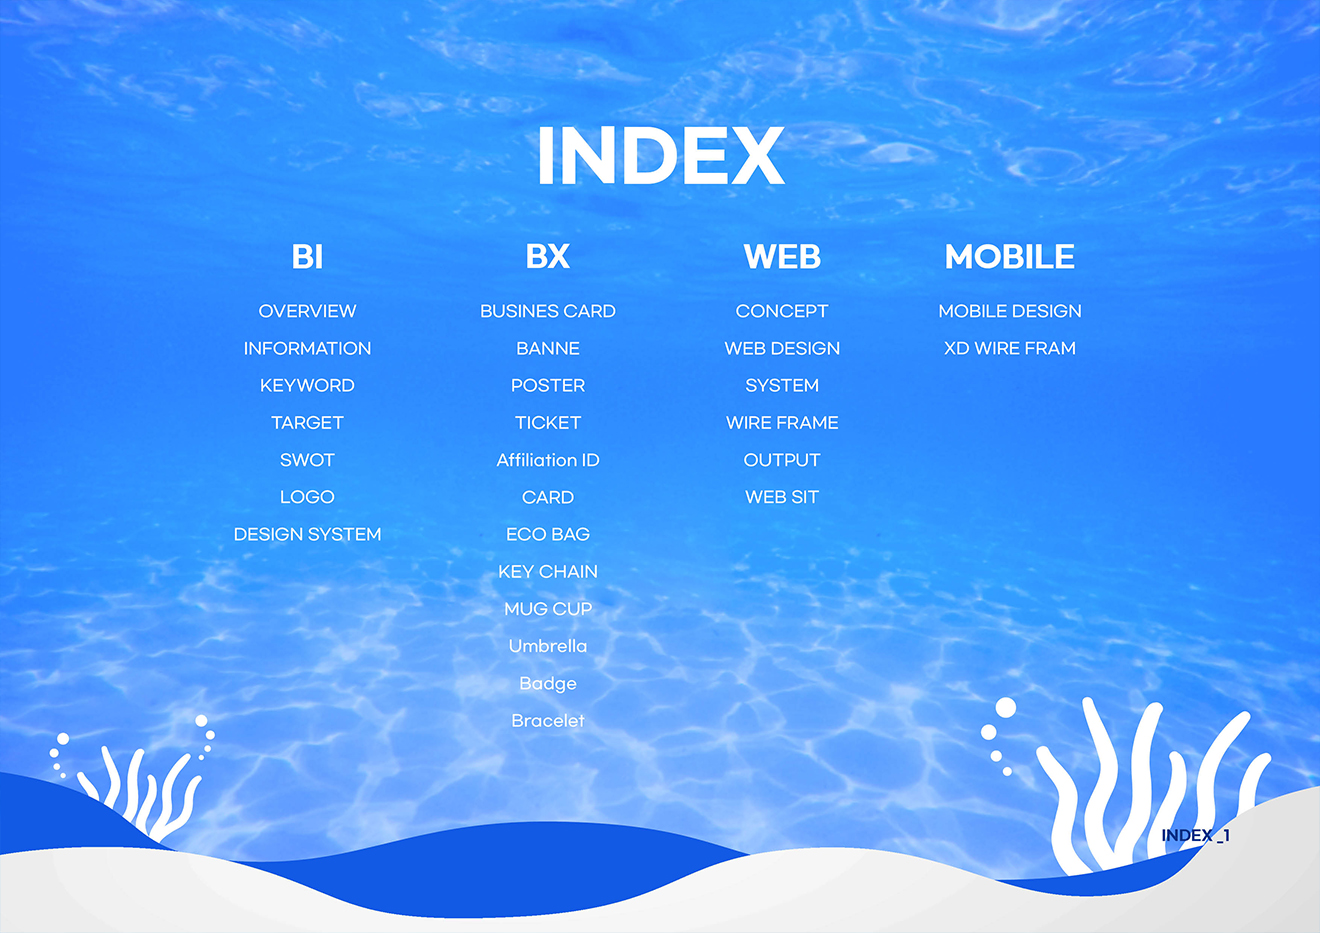 INDEX
BI
OVERVIEW
INFORMATION
KEYWORD
TARGET
SWOT
LOGO
DESIGN SYSTEM
BX
BUSINES CARD
BANNE
POSTER
TICKET
Affiliation ID
CARD
ECO BAG
KEY CHAIN
MUG CUP
Umbrella
Badge
Bracelet
WEB
CONCEPT
WEB DESIGN
SYSTEM
WIRE FRAME
OUTPUT
WEB SIT
MOBILE
MOBILE DESIGN
XD WIRE FRAM
INDEX _1